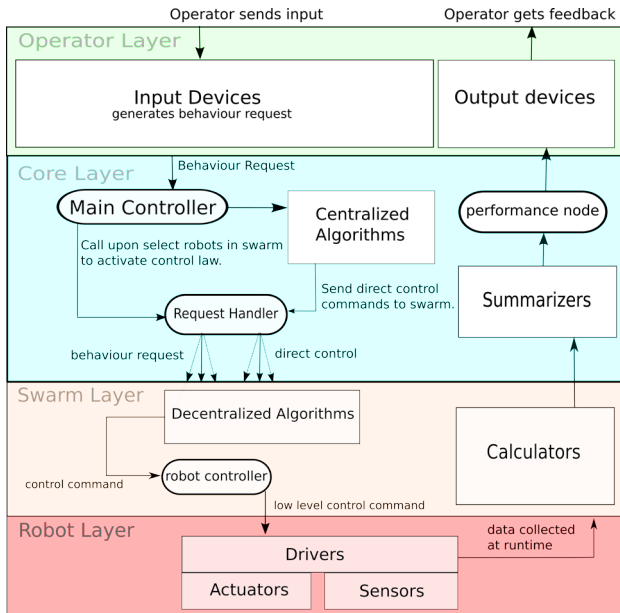 Operator sends input
Operator gets feedback
Operator Layer
Input Devices
generates behaviour request
Output devices
Behaviour Request
Core Layer
Main Controller
Centralized
Algorithms
performance node
Call upon select robots in swarm
to activate control law.
Send direct control
commands to swarm.
Summarizers
Request Handler
behaviour request
direct control
Swarm Layer
Decentralized Algorithms
Calculators
robot controller
control command
low level control command
Robot Layer
data collected
at runtime
Drivers
Actuators
Sensors